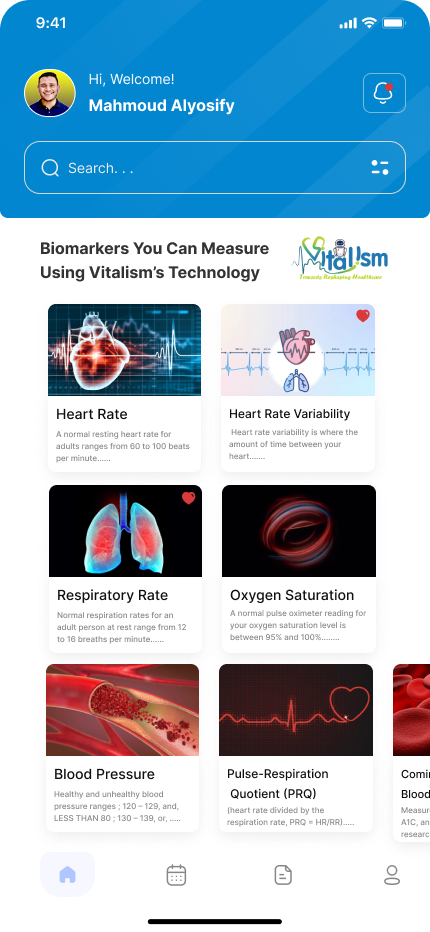 9:41
Hi, Welcome!
Mahmoud Alyosify
Search. . .
Biomarkers You Can Measure
Using Vitalism's Technology
Vitalism
Towards Reshaping Healthcare
Heart Rate
A normal resting heart rate for
adults ranges from 60 to 100 beats
per minute......
Heart Rate Variability
Heart rate variability is where the
amount of time between your
heart.......
Respiratory Rate
Normal respiration rates for an
adult person at rest range from 12
to 16 breaths per minute......
Oxygen Saturation
A normal pulse oximeter reading for
your oxygen saturation level is
between 95% and 100%........
Blood Pressure
Healthy and unhealthy blood
pressure ranges ; 120 – 129, and,
LESS THAN 80 ; 130 – 139, or, .....
Pulse-Respiration
Quotient (PRQ)
(heart rate divided by the
respiration rate, PRQ = HR/RR).....
Comin
Blood
Measur
A1C, an
researc